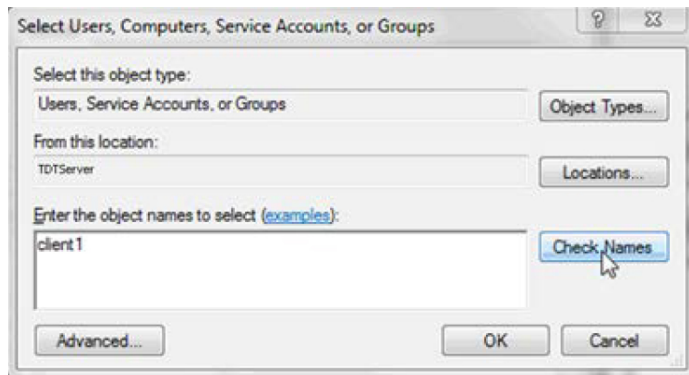 Select Users, Computers, Service Accounts, or Groups
Select this object type:
Users, Service Accounts, or Groups
Object Types...
From this location:
TDTServer
Locations...
Enter the object names to select (examples):
client1
Check Names
Advanced...
OK
Cancel